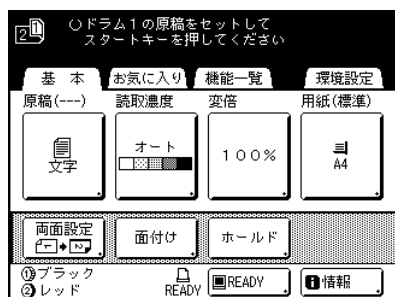 2 1 ○ドラム1の原稿をセットして
スタートキーを押してください
基 本 お気に入り 機能一覧 環境設定
原稿(---) 読取濃度 変倍 用紙(標準)
文字 オート 100% A4
両面設定 面付け ホールド
①ブラック
②レッド READY READY 情報